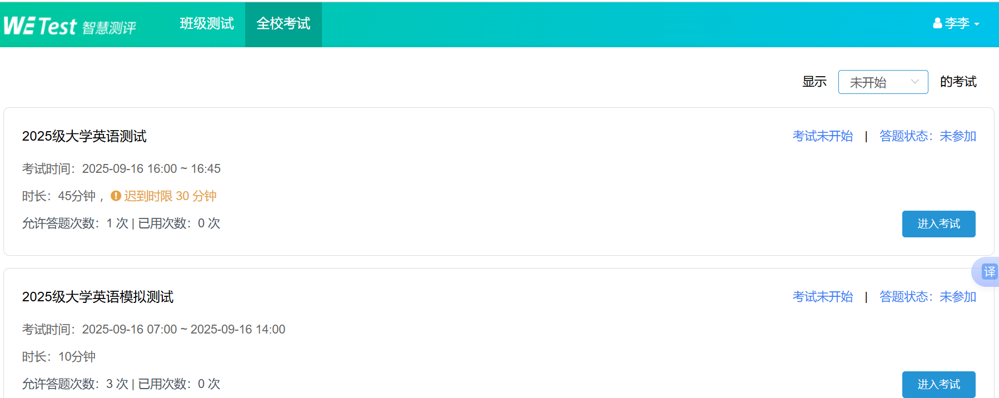 WE Test 智慧测评 班级测试 全校考试 李李
显示 未开始 的考试
2025级大学英语测试 考试未开始 | 答题状态：未参加
考试时间：2025-09-16 16:00 ~ 16:45
时长：45分钟 , 迟到时限 30 分钟
允许答题次数：1 次 | 已用次数：0 次
进入考试
译
2025级大学英语模拟测试 考试未开始 | 答题状态：未参加
考试时间：2025-09-16 07:00 ~ 2025-09-16 14:00
时长：10分钟
允许答题次数：3 次 | 已用次数：0 次
进入考试